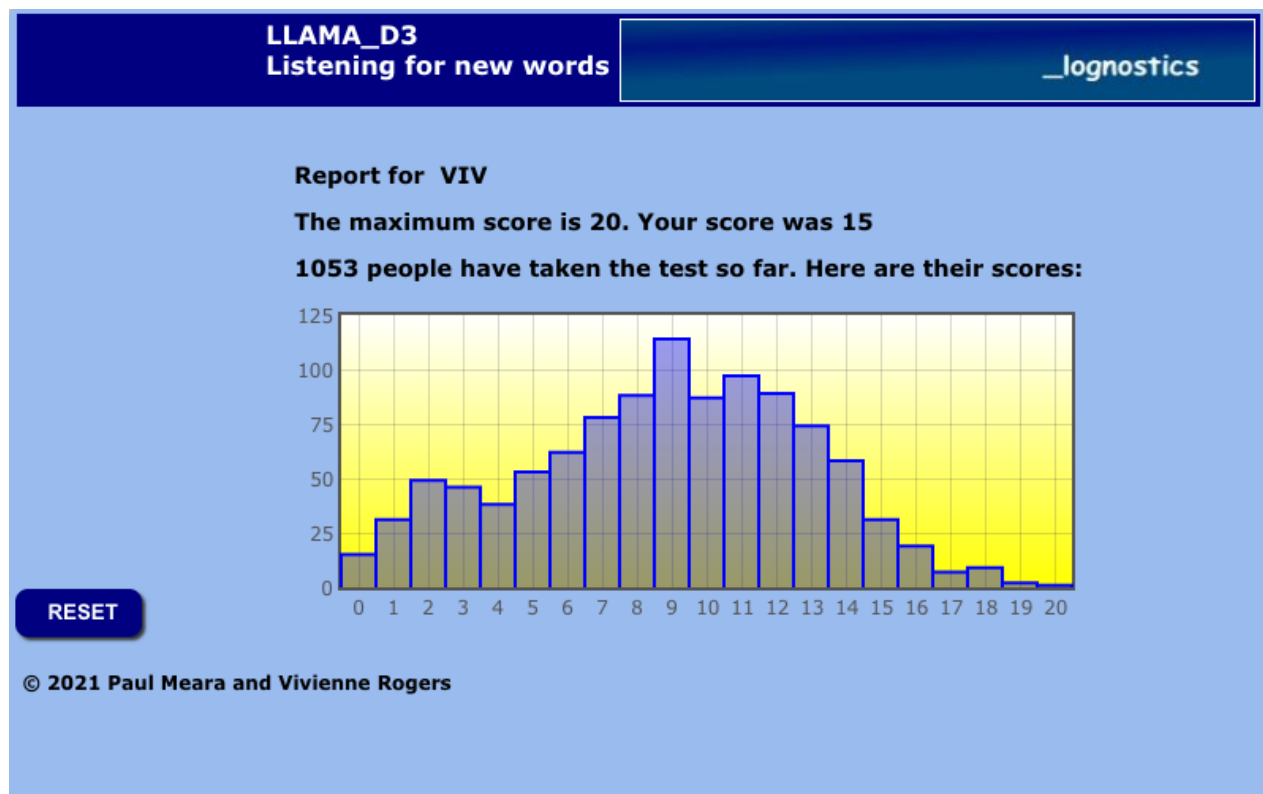 LLAMA_D3
Listening for new words
_lognostics
Report for VIV
The maximum score is 20. Your score was 15
1053 people have taken the test so far. Here are their scores:
125
100
75
50
25
0
0 1 2 3 4 5 6 7 8 9 10 11 12 13 14 15 16 17 18 19 20
RESET
© 2021 Paul Meara and Vivienne Rogers